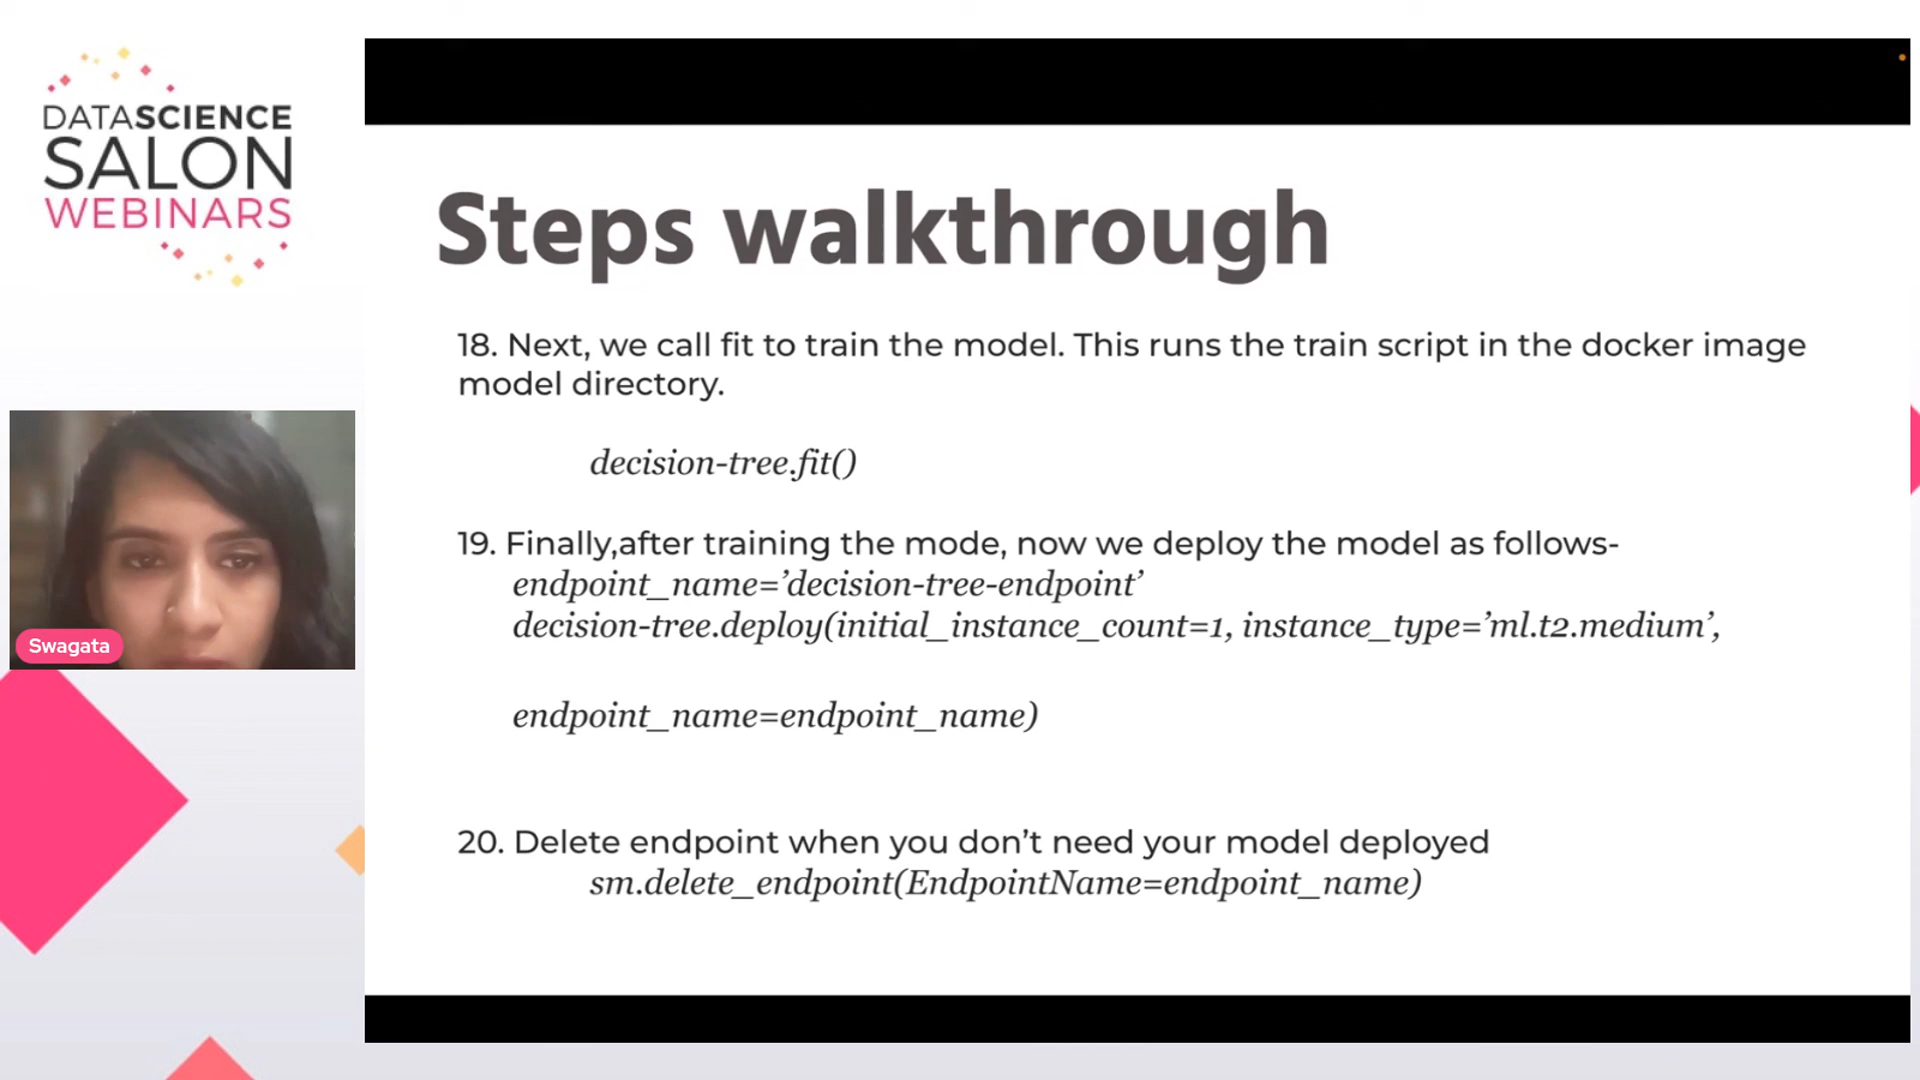 DATASCIENCE
SALON
WEBINARS
Steps walkthrough
18. Next, we call fit to train the model. This runs the train script in the docker image
model directory.
decision-tree.fit()
19. Finally,after training the mode, now we deploy the model as follows-
endpoint_name=’decision-tree-endpoint’
decision-tree.deploy(initial_instance_count=1, instance_type=’ml.t2.medium’,
endpoint_name=endpoint_name)
20. Delete endpoint when you don’t need your model deployed
sm.delete_endpoint(EndpointName=endpoint_name)
Swagata